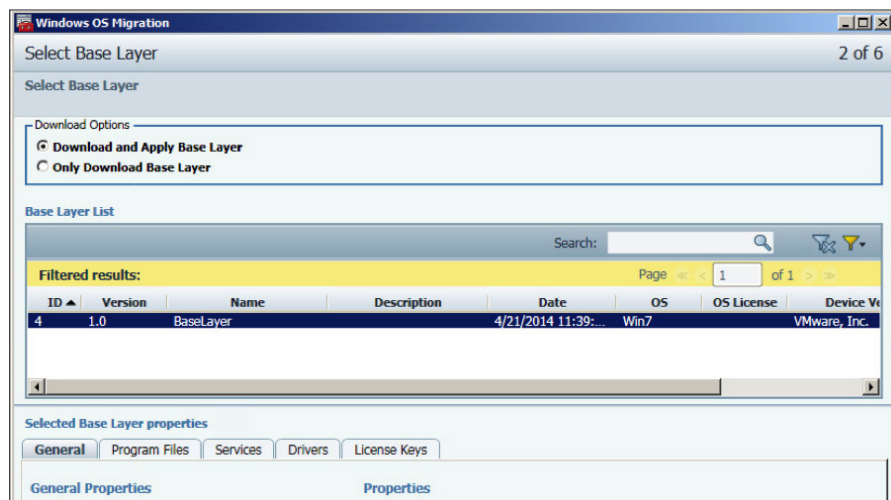 Windows OS Migration
Select Base Layer 2 of 6
Select Base Layer
Download Options
Download and Apply Base Layer
Only Download Base Layer
Base Layer List
Search:
Filtered results: Page 1 of 1
ID Version Name Description Date OS OS License Device Ve
4 1.0 BaseLayer 4/21/2014 11:39:... Win7 VMware, Inc.
Selected Base Layer properties
General Program Files Services Drivers License Keys
General Properties Properties